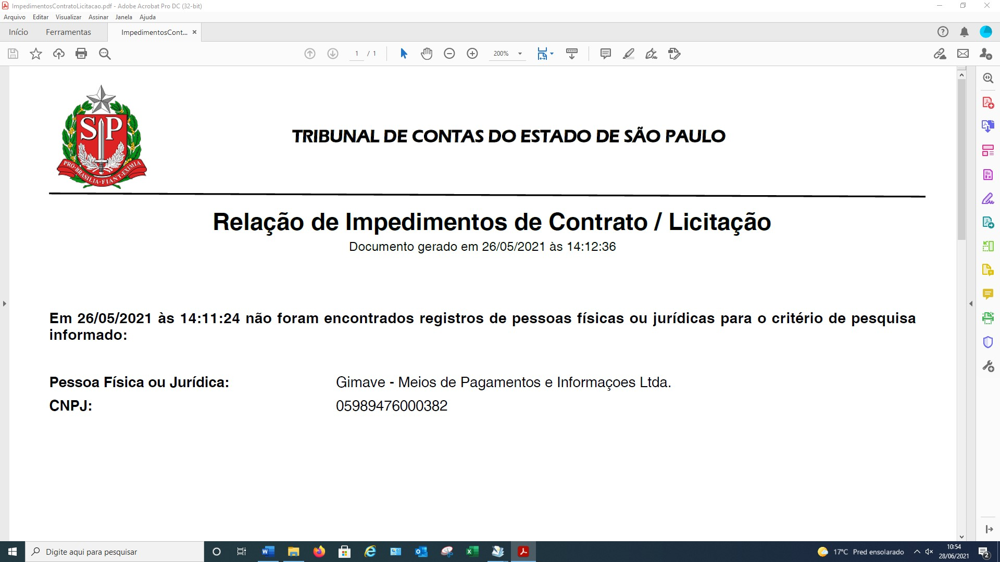 ImpedimentosContratoLicitacao.pdf - Adobe Acrobat Pro DC (32-bit)
Arquivo Editar Visualizar Assinar Janela Ajuda
Início Ferramentas ImpedimentosCont... ×
1 / 1 200%
SP
PRO·BRASILIA·FIANT·EXIMIA
TRIBUNAL DE CONTAS DO ESTADO DE SÃO PAULO
Relação de Impedimentos de Contrato / Licitação
Documento gerado em 26/05/2021 às 14:12:36
Em 26/05/2021 às 14:11:24 não foram encontrados registros de pessoas físicas ou jurídicas para o critério de pesquisa
informado:
Pessoa Física ou Jurídica: Gimave - Meios de Pagamentos e Informaçoes Ltda.
CNPJ: 05989476000382
Digite aqui para pesquisar
17°C Pred ensolarado
10:54
28/06/2021
2